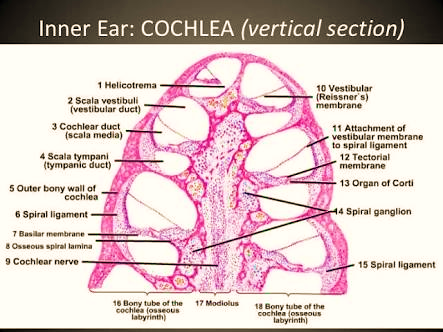 Inner Ear: COCHLEA (vertical section)
1 Helicotrema
2 Scala vestibuli
(vestibular duct)
3 Cochlear duct
(scala media)
4 Scala tympani
(tympanic duct)
5 Outer bony wall of
cochlea
6 Spiral ligament
7 Basilar membrane
8 Osseous spiral lamina
9 Cochlear nerve
10 Vestibular
(Reissner's)
membrane
11 Attachment of
vestibular membrane
to spiral ligament
12 Tectorial
membrane
13 Organ of Corti
14 Spiral ganglion
15 Spiral ligament
16 Bony tube of the
cochlea (osseous
labyrinth)
17 Modiolus
18 Bony tube of the
cochlea (osseous
labyrinth)